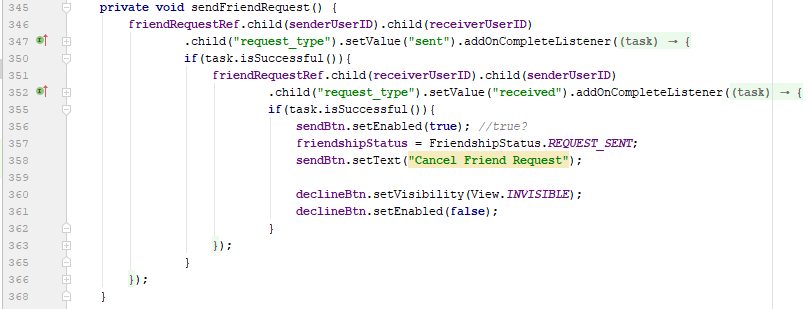 345 private void sendFriendRequest() {
346 friendRequestRef.child(senderUserID).child(receiverUserID)
347 .child("request_type").setValue("sent").addOnCompleteListener((task) → {
350 if(task.isSuccessful()){
351 friendRequestRef.child(receiverUserID).child(senderUserID)
352 .child("request_type").setValue("received").addOnCompleteListener((task) → {
355 if(task.isSuccessful()){
356 sendBtn.setEnabled(true); //true?
357 friendshipStatus = FriendshipStatus.REQUEST_SENT;
358 sendBtn.setText("Cancel Friend Request");
359
360 declineBtn.setVisibility(View.INVISIBLE);
361 declineBtn.setEnabled(false);
362 }
363 });
365 }
366 });
368 }